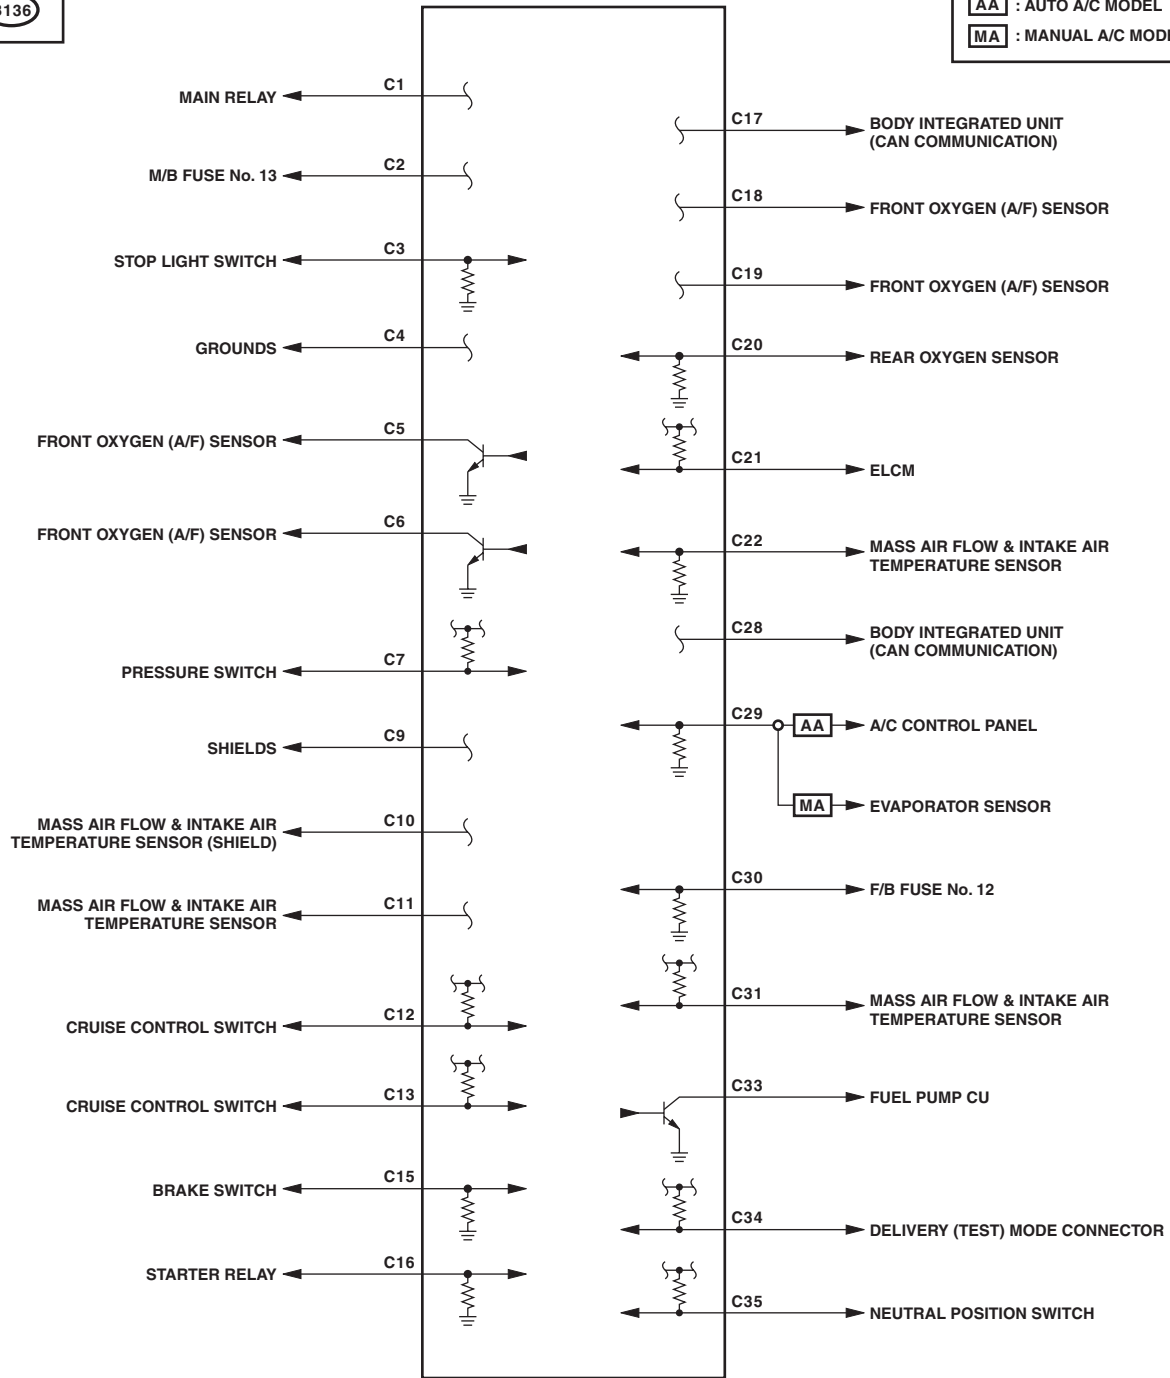 AA : AUTO A/C MODEL
MA
C1
MAIN RELAY
C2
M/B FUSE No. 13
C3
STOP LIGHT SWITCH
C4
GROUNDS
C5
FRONT OXYGEN (A/F) SENSOR
C6
FRONT OXYGEN (A/F) SENSOR
C7
PRESSURE SWITCH
C9
SHIELDS
C10
MASS AIR FLOW & INTAKE AIR
TEMPERATURE SENSOR (SHIELD)
C11
MASS AIR FLOW & INTAKE AIR
TEMPERATURE SENSOR
C12
CRUISE CONTROL SWITCH
C13
CRUISE CONTROL SWITCH
C15
BRAKE SWITCH
C16
STARTER RELAY
C17
BODY INTEGRATED UNIT
(CAN COMMUNICATION)
C18
FRONT OXYGEN (A/F) SENSOR
C19
FRONT OXYGEN (A/F) SENSOR
C20
REAR OXYGEN SENSOR
C21
ELCM
C22
MASS AIR FLOW & INTAKE AIR
TEMPERATURE SENSOR
C28
BODY INTEGRATED UNIT
(CAN COMMUNICATION)
C29
AA
A/C CONTROL PANEL
MA
EVAPORATOR SENSOR
C30
F/B FUSE No. 12
C31
MASS AIR FLOW & INTAKE AIR
TEMPERATURE SENSOR
C33
FUEL PUMP CU
C34
DELIVERY (TEST) MODE CONNECTOR
C35
NEUTRAL POSITION SWITCH